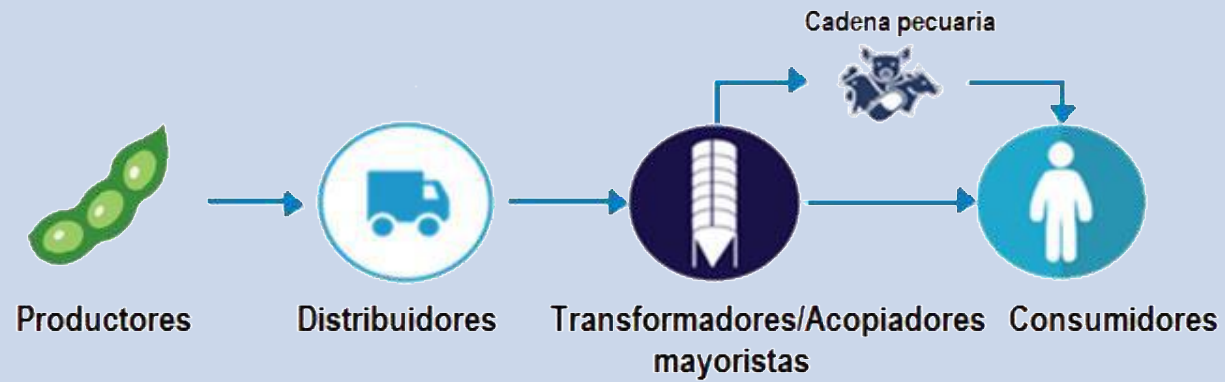 Cadena pecuaria
Productores
Distribuidores
Transformadores/Acopiadores
mayoristas
Consumidores